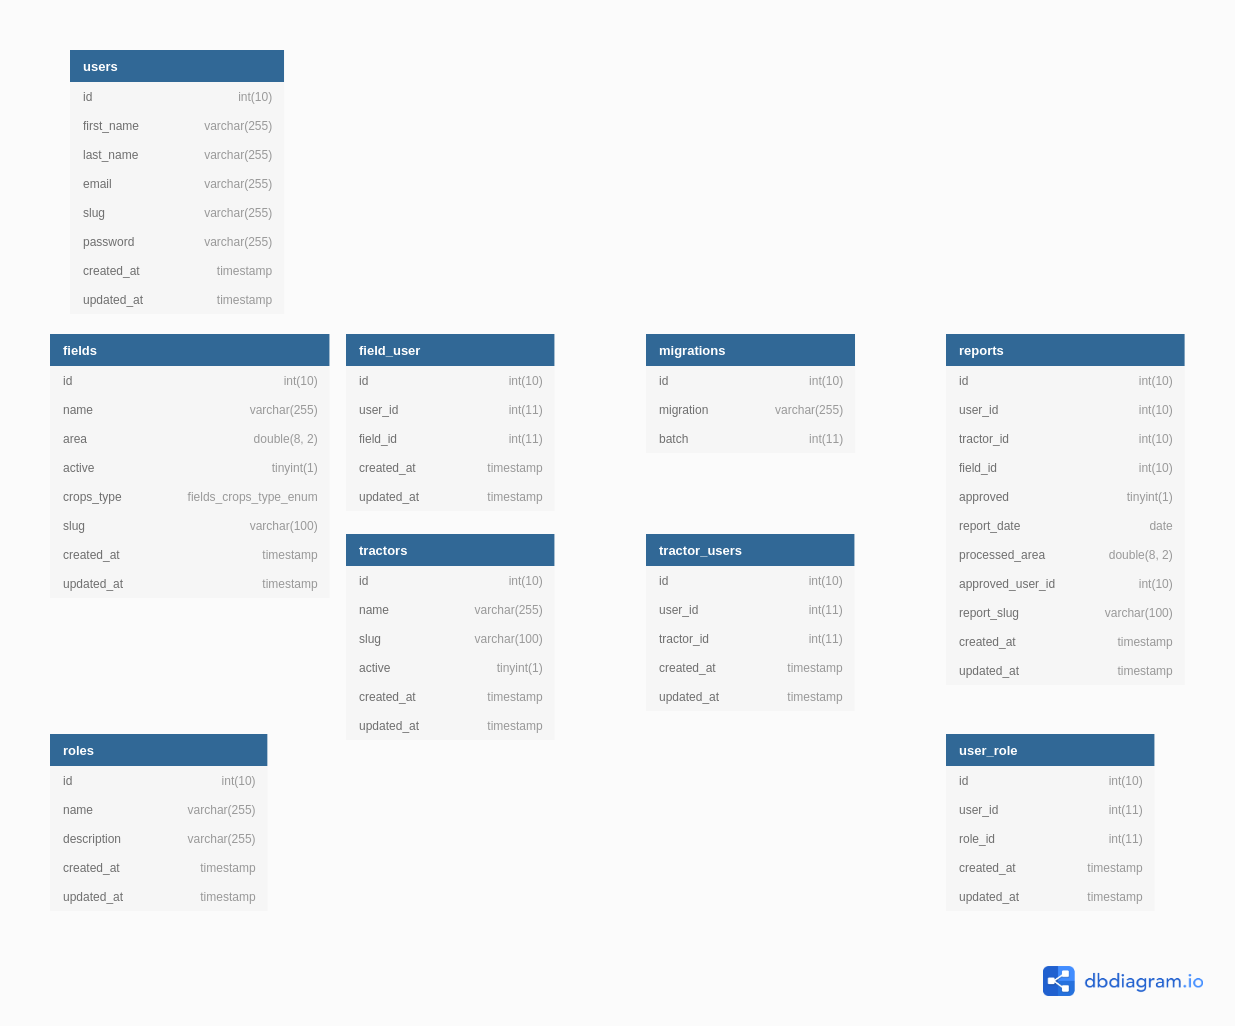 users
id int(10)
first_name varchar(255)
last_name varchar(255)
email varchar(255)
slug varchar(255)
password varchar(255)
created_at timestamp
updated_at timestamp
fields
id int(10)
name varchar(255)
area double(8, 2)
active tinyint(1)
crops_type fields_crops_type_enum
slug varchar(100)
created_at timestamp
updated_at timestamp
field_user
id int(10)
user_id int(11)
field_id int(11)
created_at timestamp
updated_at timestamp
migrations
id int(10)
migration varchar(255)
batch int(11)
reports
id int(10)
user_id int(10)
tractor_id int(10)
field_id int(10)
approved tinyint(1)
report_date date
processed_area double(8, 2)
approved_user_id int(10)
report_slug varchar(100)
created_at timestamp
updated_at timestamp
tractors
id int(10)
name varchar(255)
slug varchar(100)
active tinyint(1)
created_at timestamp
updated_at timestamp
tractor_users
id int(10)
user_id int(11)
tractor_id int(11)
created_at timestamp
updated_at timestamp
roles
id int(10)
name varchar(255)
description varchar(255)
created_at timestamp
updated_at timestamp
user_role
id int(10)
user_id int(11)
role_id int(11)
created_at timestamp
updated_at timestamp
dbdiagram.io